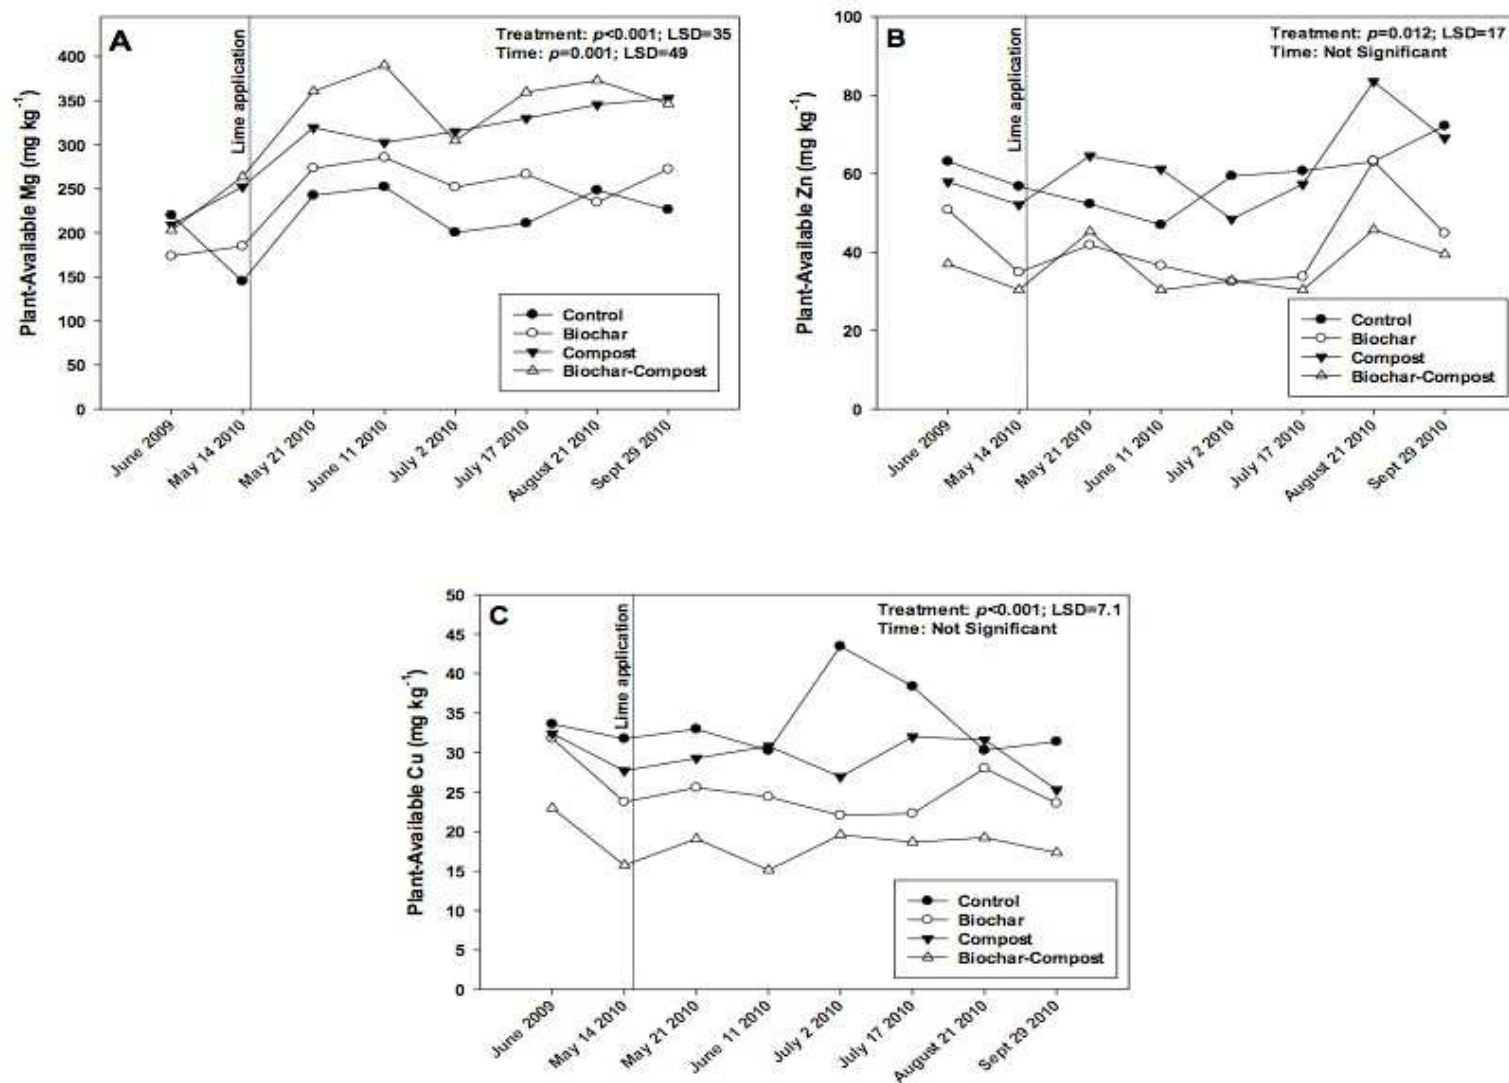 A
Treatment: p<0.001; LSD=35
Time: p=0.001; LSD=49
Lime application
Plant-Available Mg (mg kg-1)
400
350
300
250
200
150
100
50
0
Control
Biochar
Compost
Biochar-Compost
June 2009
May 14 2010
May 21 2010
June 11 2010
July 2 2010
July 17 2010
August 21 2010
Sept 29 2010
B
Treatment: p=0.012; LSD=17
Time: Not Significant
Lime application
Plant-Available Zn (mg kg-1)
100
80
60
40
20
0
Control
Biochar
Compost
Biochar-Compost
June 2009
May 14 2010
May 21 2010
June 11 2010
July 2 2010
July 17 2010
August 21 2010
Sept 29 2010
C
Treatment: p<0.001; LSD=7.1
Time: Not Significant
Lime application
Plant-Available Cu (mg kg-1)
50
45
40
35
30
25
20
15
10
5
0
Control
Biochar
Compost
Biochar-Compost
June 2009
May 14 2010
May 21 2010
June 11 2010
July 2 2010
July 17 2010
August 21 2010
Sept 29 2010